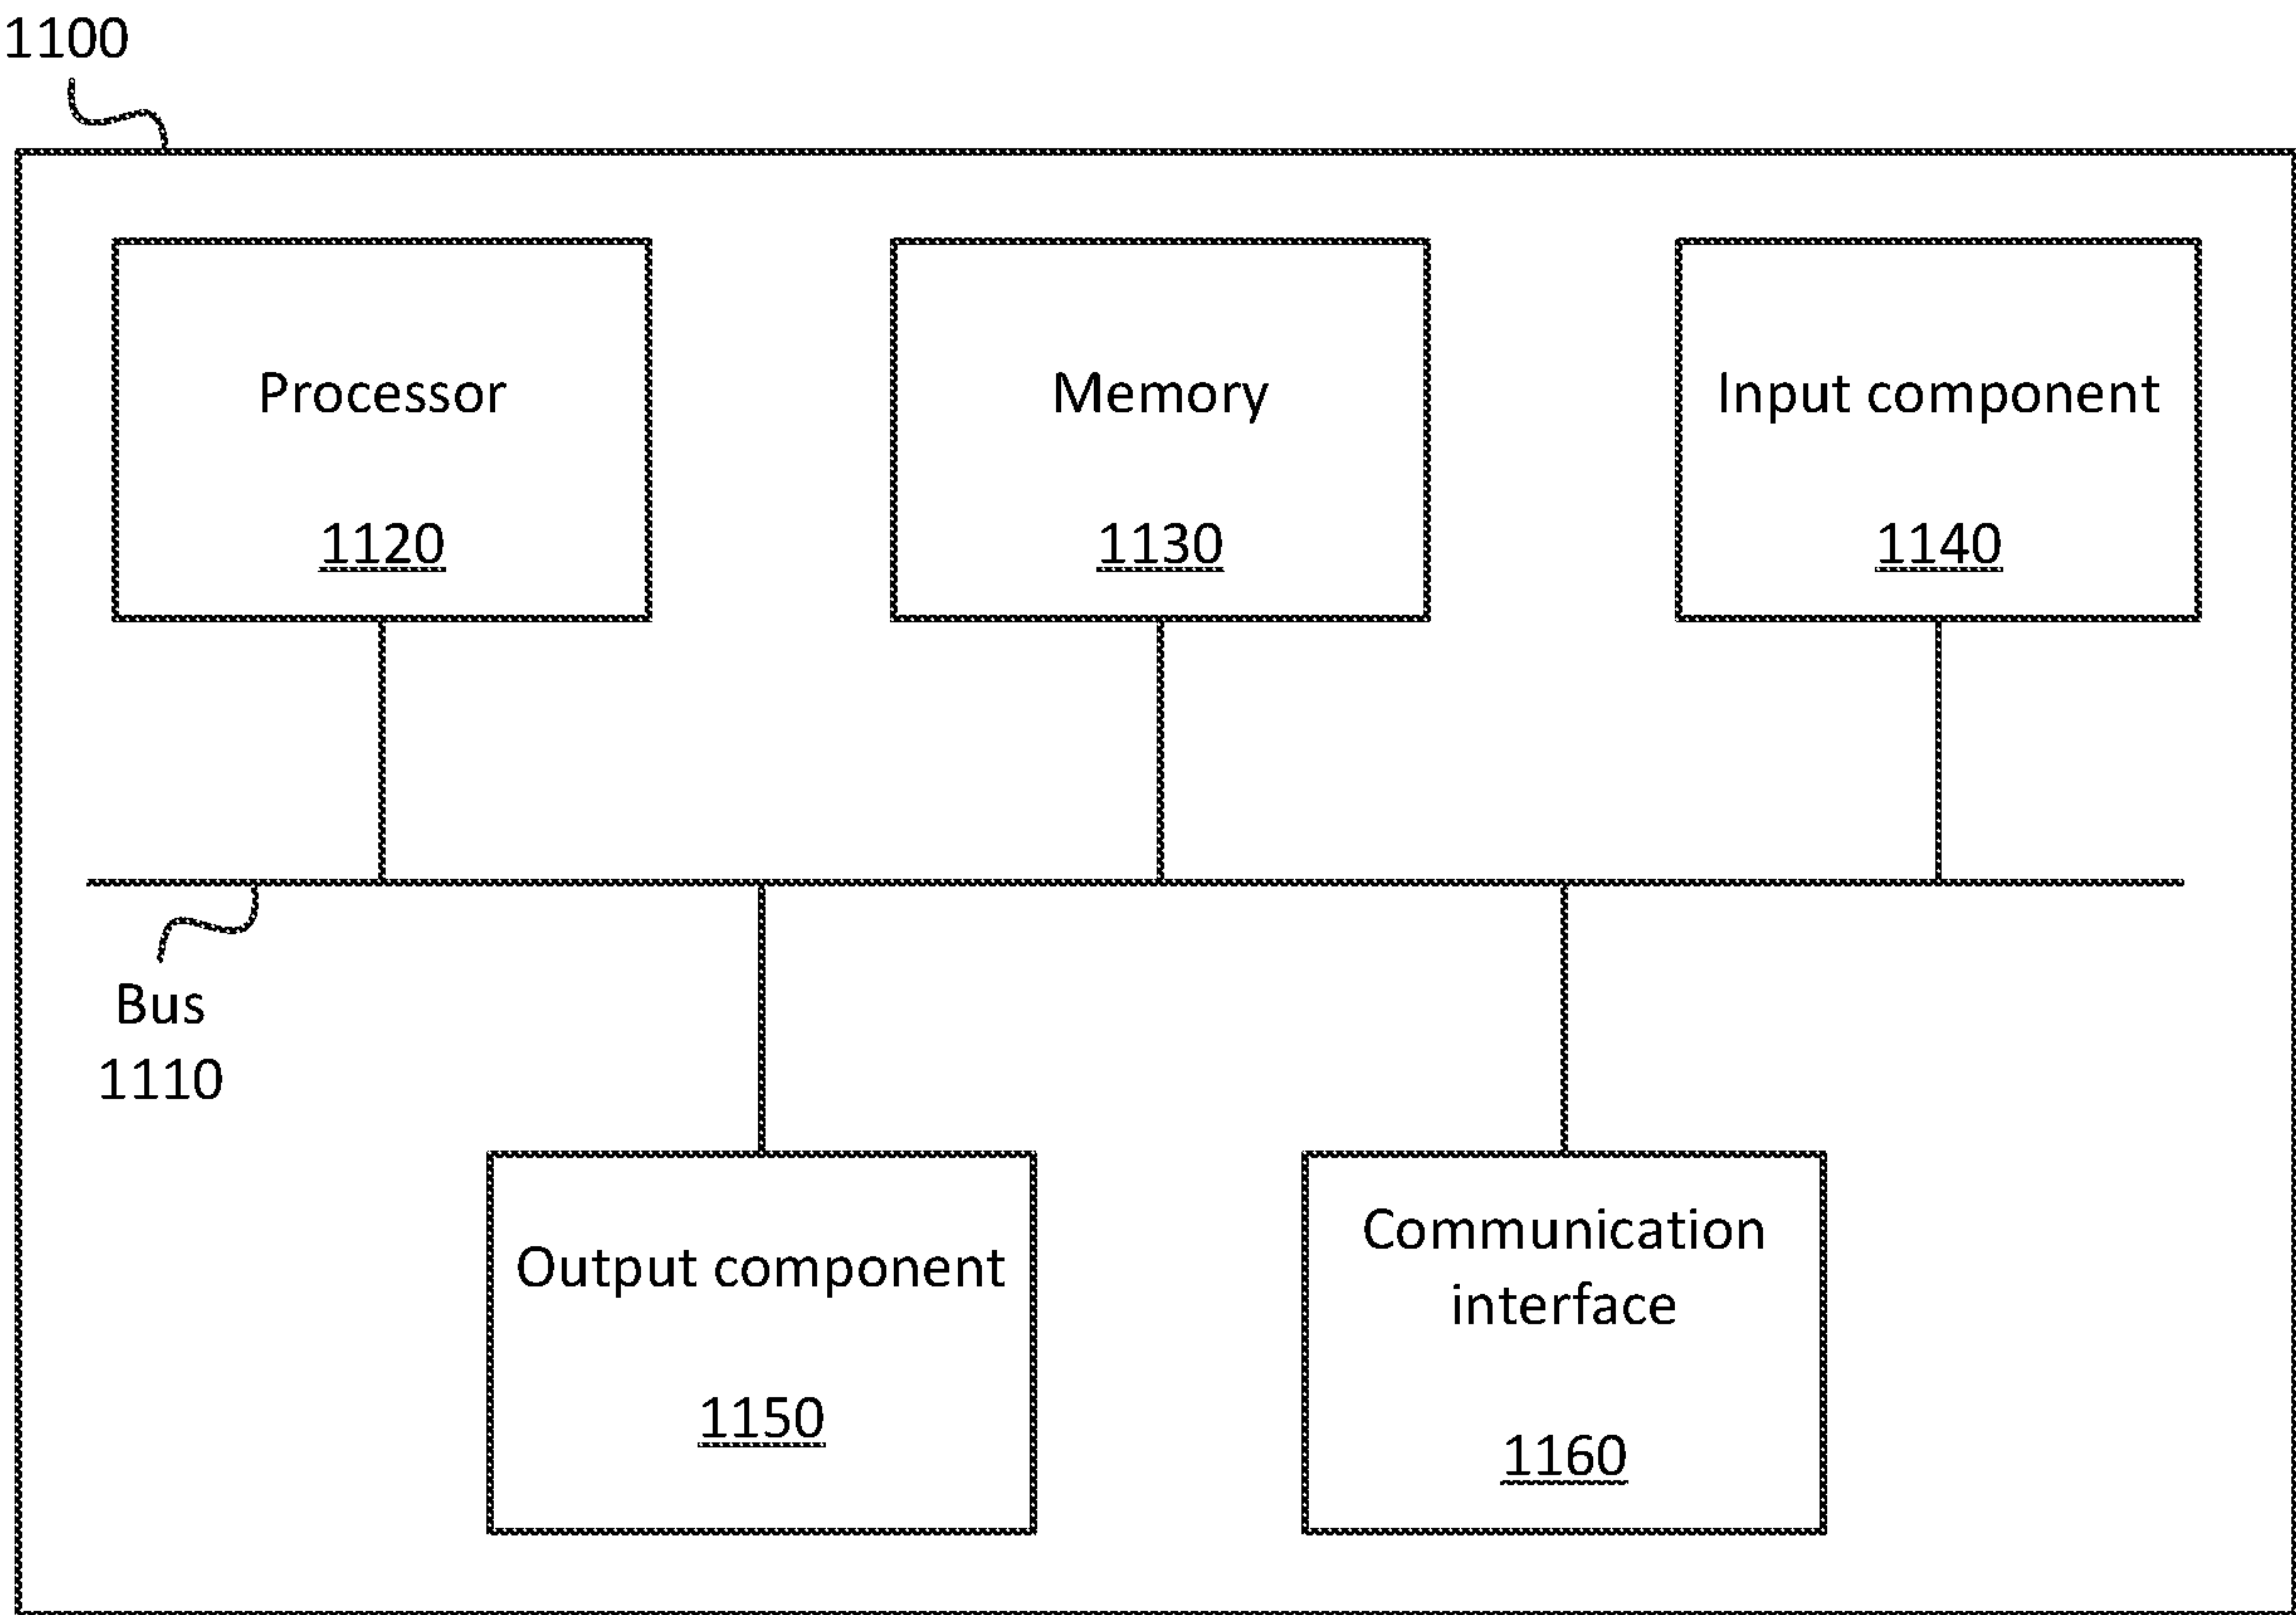 1100
Processor
1120
Memory
1130
Input component
1140
Bus
1110
Output component
1150
Communication
interface
1160